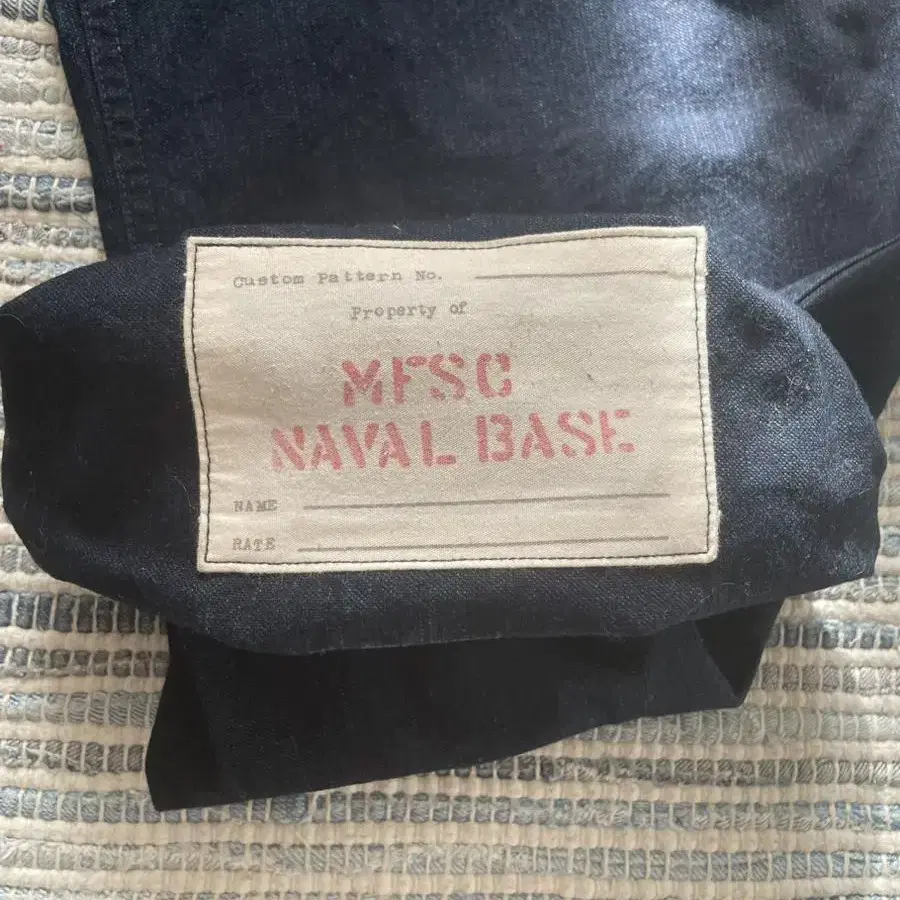 Custom Pattern No.
Property of
MFSC
NAVAL BASE
NAME
RATE